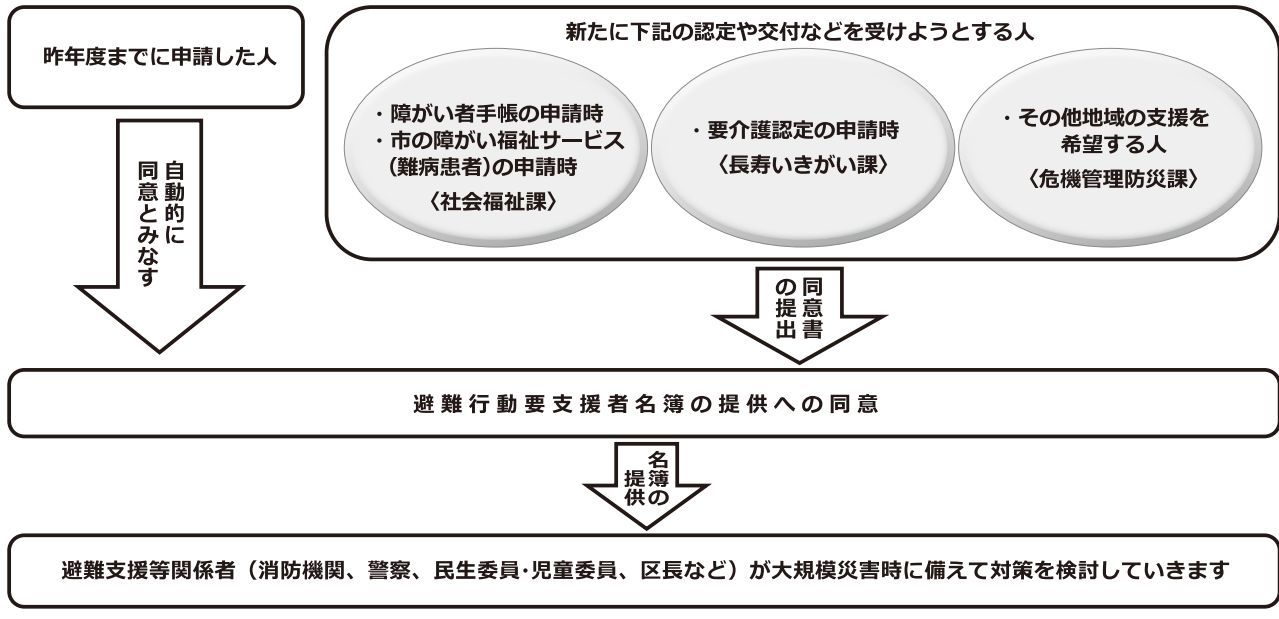 昨年度までに申請した人
自動的に
同意とみなす
新たに下記の認定や交付などを受けようとする人
・障がい者手帳の申請時
・市の障がい福祉サービス
(難病患者)の申請時
〈社会福祉課〉
・要介護認定の申請時
〈長寿いきがい課〉
・その他地域の支援を
希望する人
〈危機管理防災課〉
同意書
の提出
避難行動要支援者名簿の提供への同意
名簿の
提供
避難支援等関係者（消防機関、警察、民生委員･児童委員、区長など）が大規模災害時に備えて対策を検討していきます